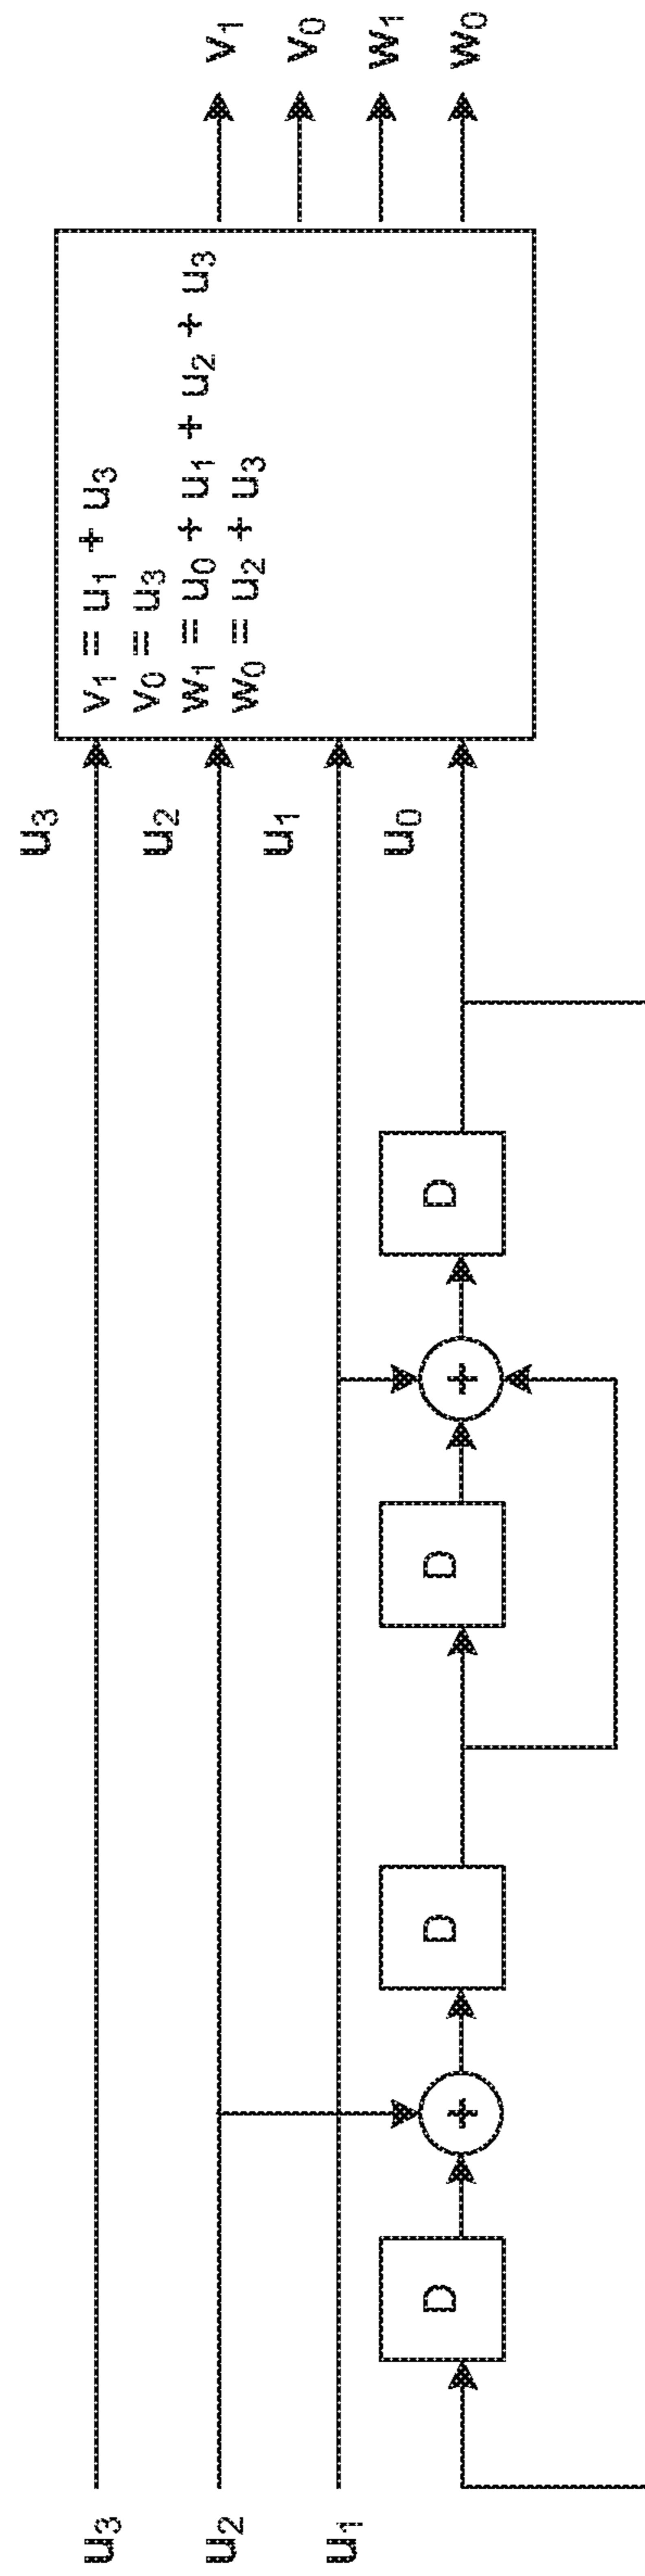 u₃
u₂
u₁
D
+
D
D
+
D
u₃
u₂
u₁
u₀
v₁ = u₁ + u₃
v₀ = u₃
w₁ = u₀ + u₁ + u₂ + u₃
w₀ = u₂ + u₃
v₁
v₀
w₁
w₀